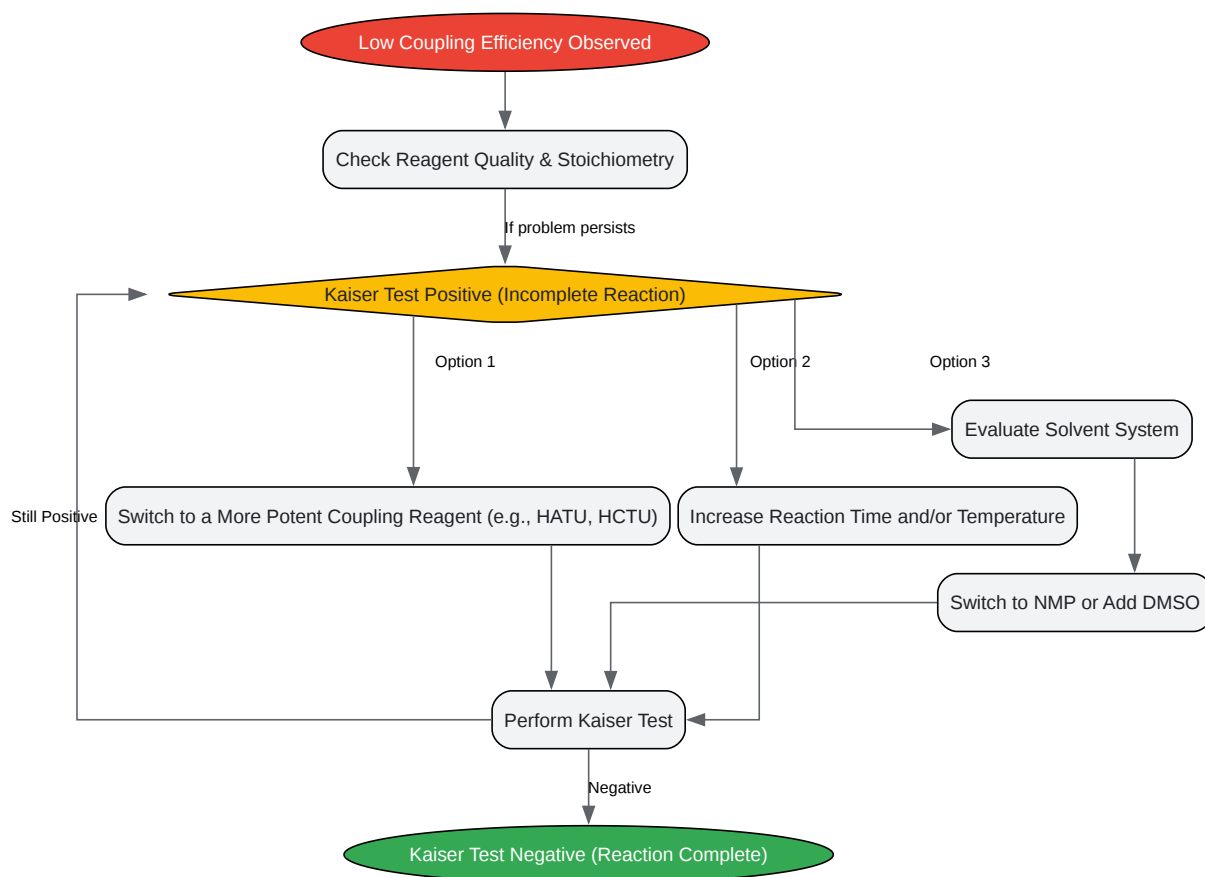 Low Coupling Efficiency Observed
Check Reagent Quality & Stoichiometry
If problem persists
Kaiser Test Positive (Incomplete Reaction)
Option 1
Option 2
Option 3
Evaluate Solvent System
Still Positive
Switch to a More Potent Coupling Reagent (e.g., HATU, HCTU)
Increase Reaction Time and/or Temperature
Switch to NMP or Add DMSO
Perform Kaiser Test
Negative
Kaiser Test Negative (Reaction Complete)